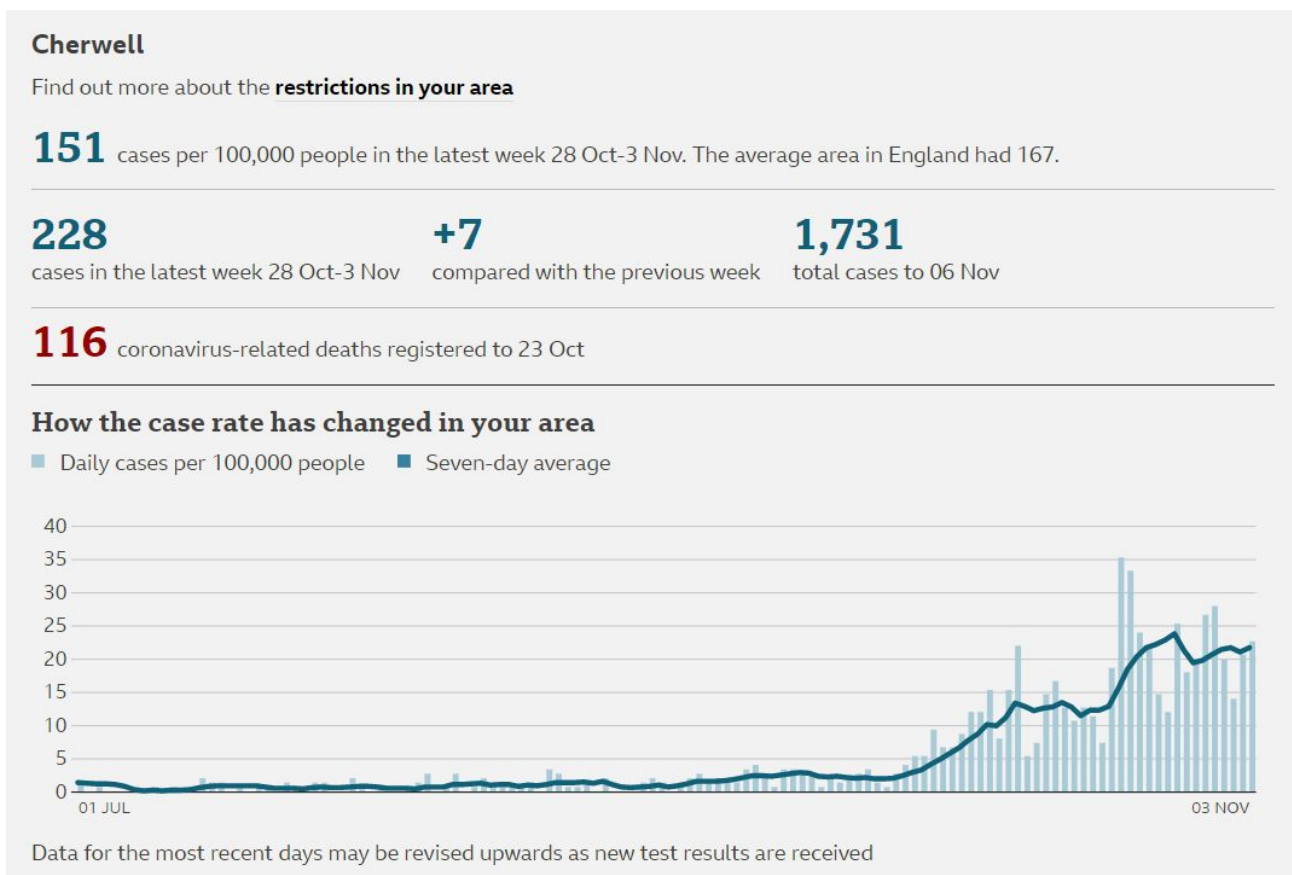 Cherwell
Find out more about the restrictions in your area
151 cases per 100,000 people in the latest week 28 Oct-3 Nov. The average area in England had 167.
228 +7 1,731
cases in the latest week 28 Oct-3 Nov compared with the previous week total cases to 06 Nov
116 coronavirus-related deaths registered to 23 Oct
How the case rate has changed in your area
Daily cases per 100,000 people Seven-day average
40
35
30
25
20
15
10
5
0
01 JUL 03 NOV
Data for the most recent days may be revised upwards as new test results are received